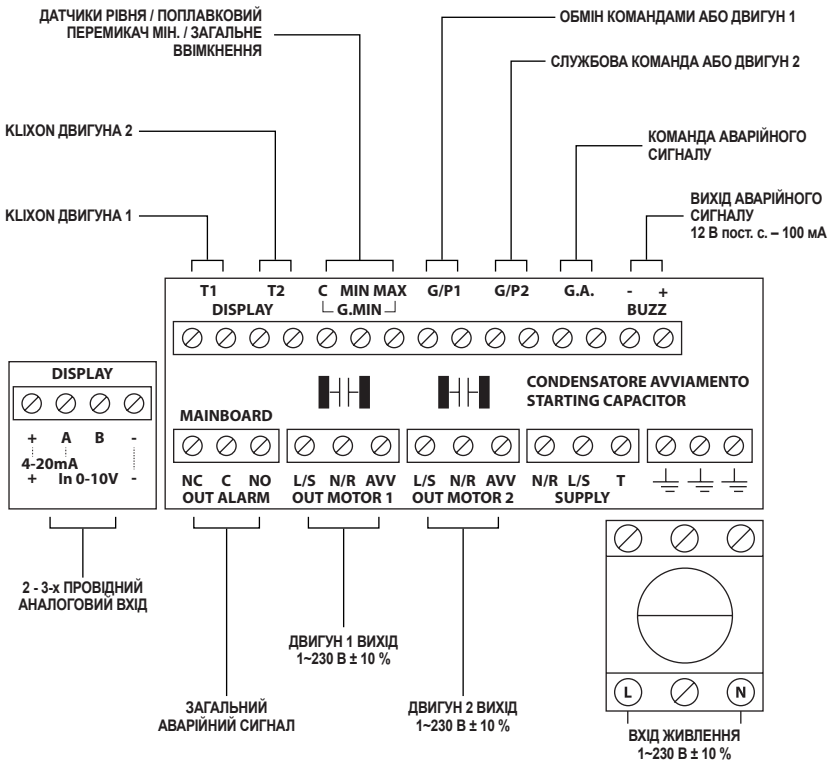 ДАТЧИКИ РІВНЯ / ПОПЛАВКОВИЙ
ПЕРЕМИКАЧ МІН. / ЗАГАЛЬНЕ
ВВІМКНЕННЯ
ОБМІН КОМАНДАМИ АБО ДВИГУН 1
СЛУЖБОВА КОМАНДА АБО ДВИГУН 2
KLIXON ДВИГУНА 2
КОМАНДА АВАРІЙНОГО
СИГНАЛУ
KLIXON ДВИГУНА 1
ВИХІД АВАРІЙНОГО
СИГНАЛУ
12 В пост. с. – 100 мА
T1 T2 C MIN MAX G/P1 G/P2 G.A. - +
DISPLAY G.MIN BUZZ
DISPLAY
+ A B -
4-20mA
+ In 0-10V -
CONDENSATORE AVVIAMENTO
STARTING CAPACITOR
MAINBOARD
NC C NO L/S N/R AVV L/S N/R AVV N/R L/S T
OUT ALARM OUT MOTOR 1 OUT MOTOR 2 SUPPLY
2 - 3-х ПРОВІДНИЙ
АНАЛОГОВИЙ ВХІД
ДВИГУН 1 ВИХІД
1~230 В ± 10 %
L N
ЗАГАЛЬНИЙ
АВАРІЙНИЙ СИГНАЛ
ДВИГУН 2 ВИХІД
1~230 В ± 10 %
ВХІД ЖИВЛЕННЯ
1~230 В ± 10 %